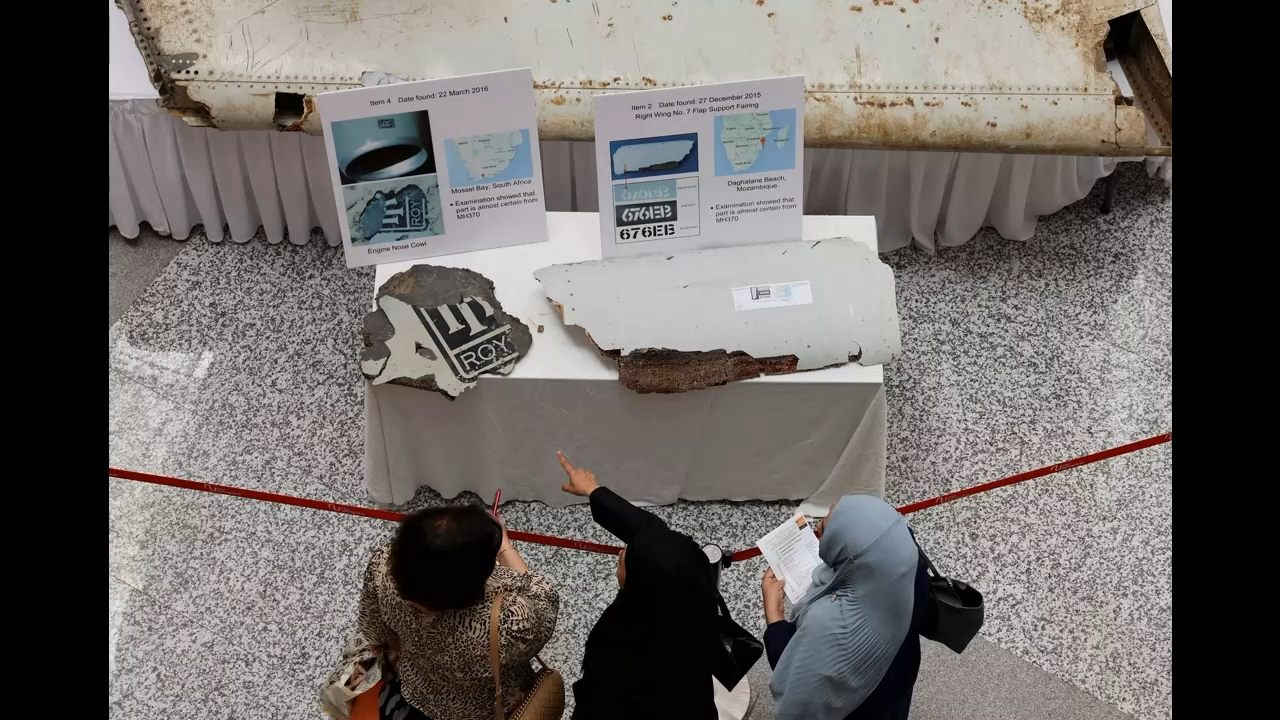 Item 4 Date found: 22 March 2016
Mossel Bay, South Africa
• Examination showed that
part is almost certain from
MH370
ROY
Engine Nose Cowl
Item 2 Date found: 27 December 2015
Right Wing No. 7 Flap Support Fairing
676EB
676EB
676EB
Daghatane Beach,
Mozambique
• Examination showed that
part is almost certain from
MH370
ROY